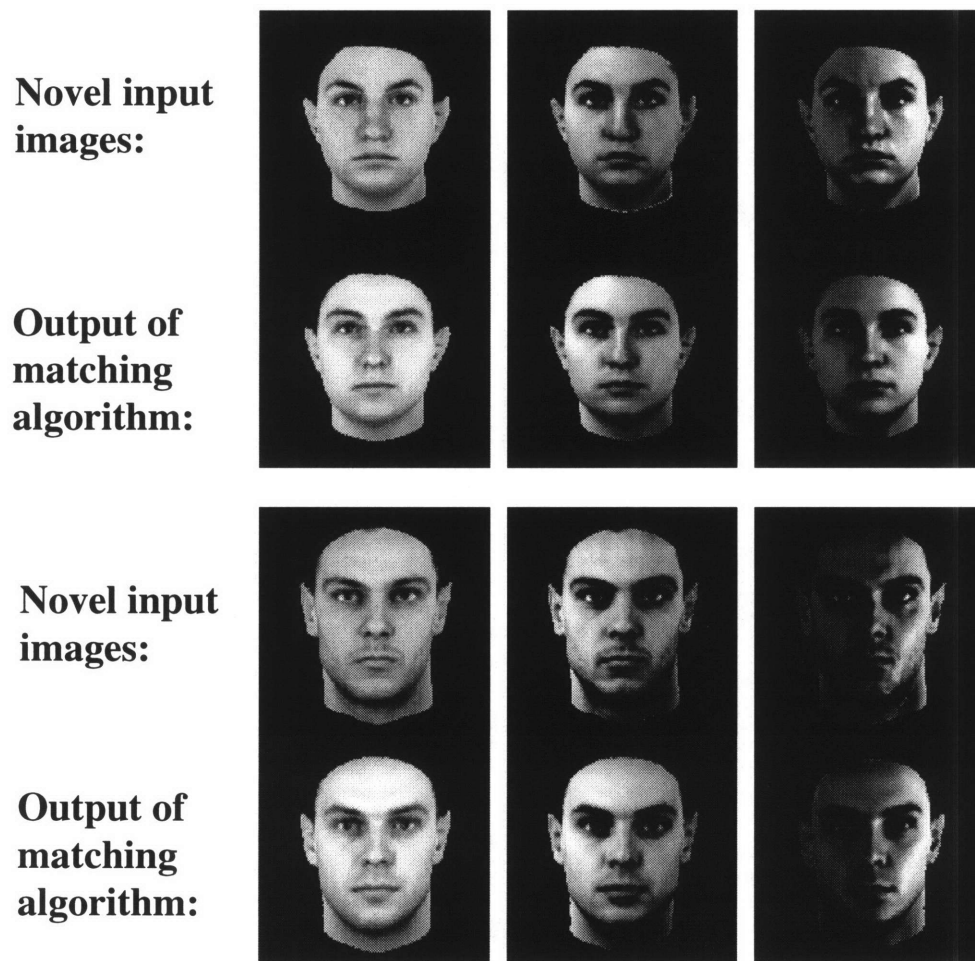 Novel input
images:
Output of
matching
algorithm:
Novel input
images:
Output of
matching
algorithm: